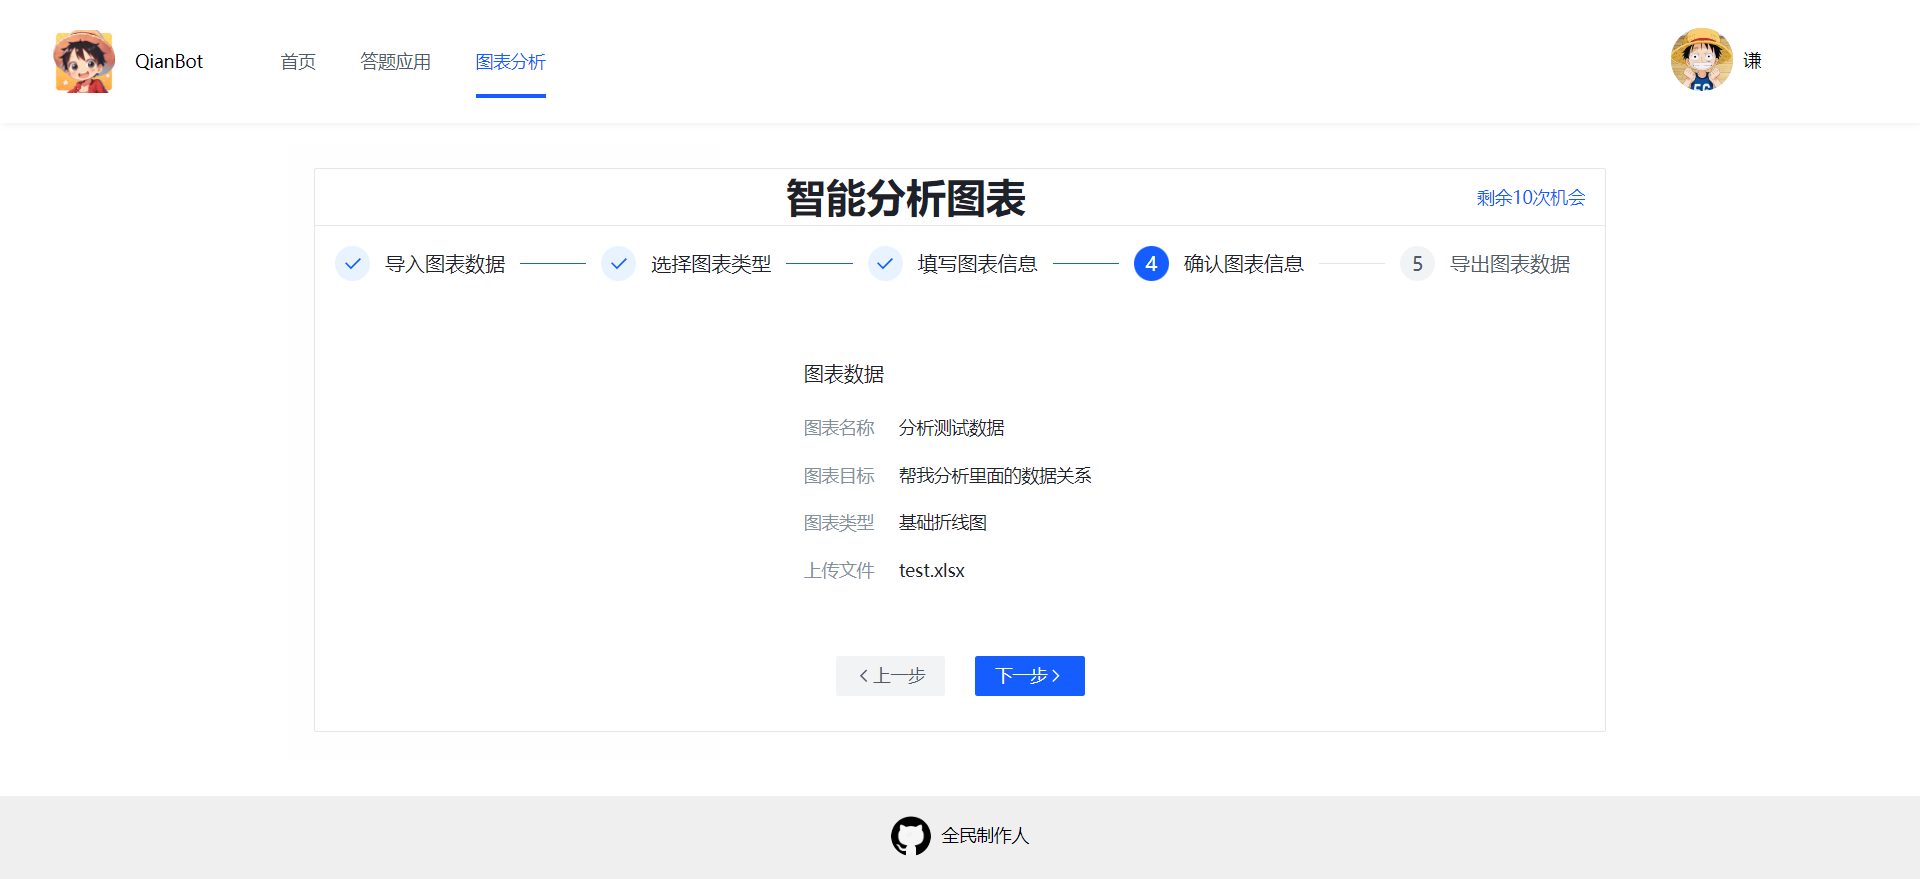 QianBot 首页 答题应用 图表分析 谦
智能分析图表 剩余10次机会
导入图表数据 选择图表类型 填写图表信息 4 确认图表信息 5 导出图表数据
图表数据
图表名称 分析测试数据
图表目标 帮我分析里面的数据关系
图表类型 基础折线图
上传文件 test.xlsx
上一步 下一步
全民制作人